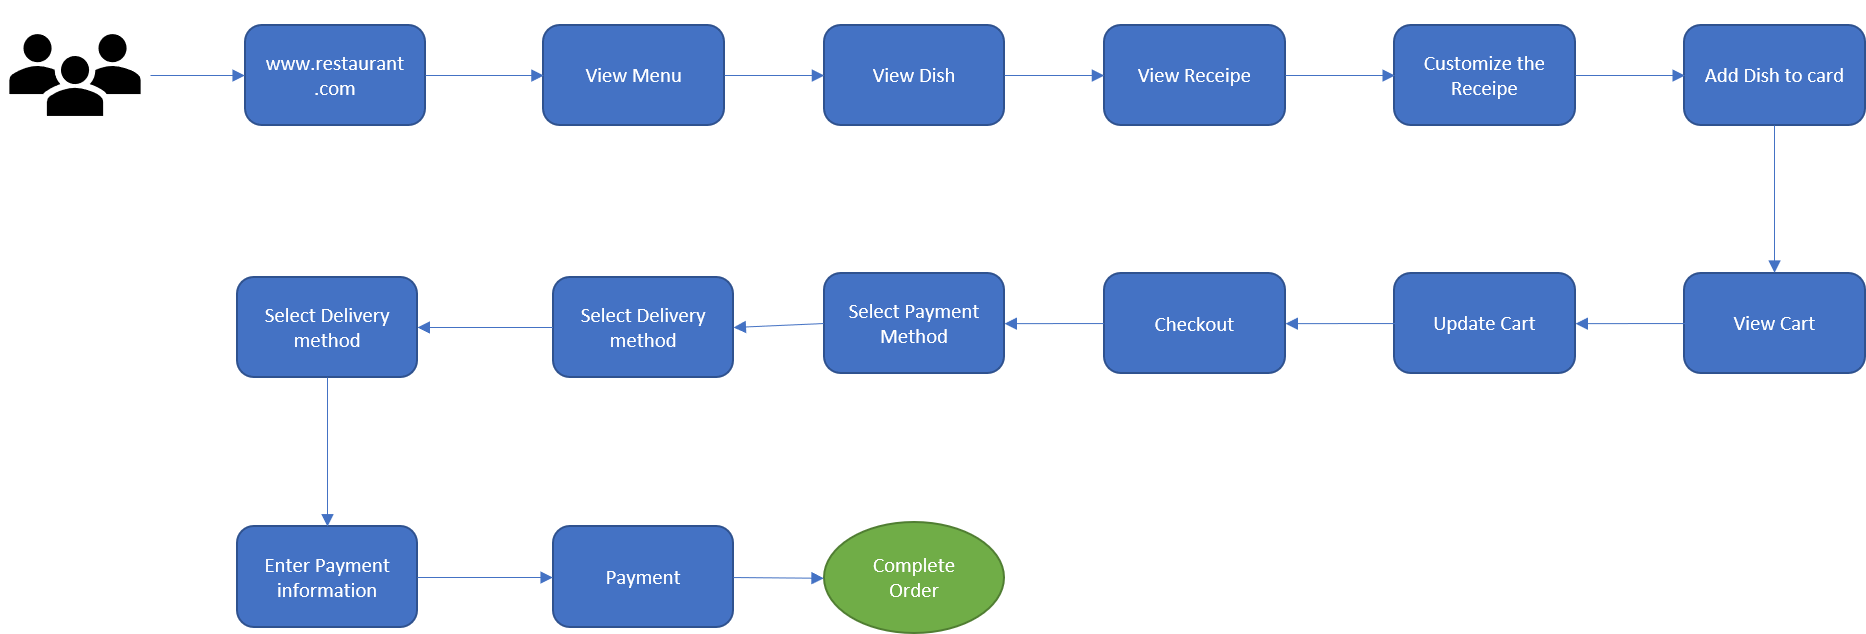 www.restaurant
.com
View Menu
View Dish
View Receipe
Customize the
Receipe
Add Dish to card
View Cart
Update Cart
Checkout
Select Payment
Method
Select Delivery
method
Select Delivery
method
Enter Payment
information
Payment
Complete
Order